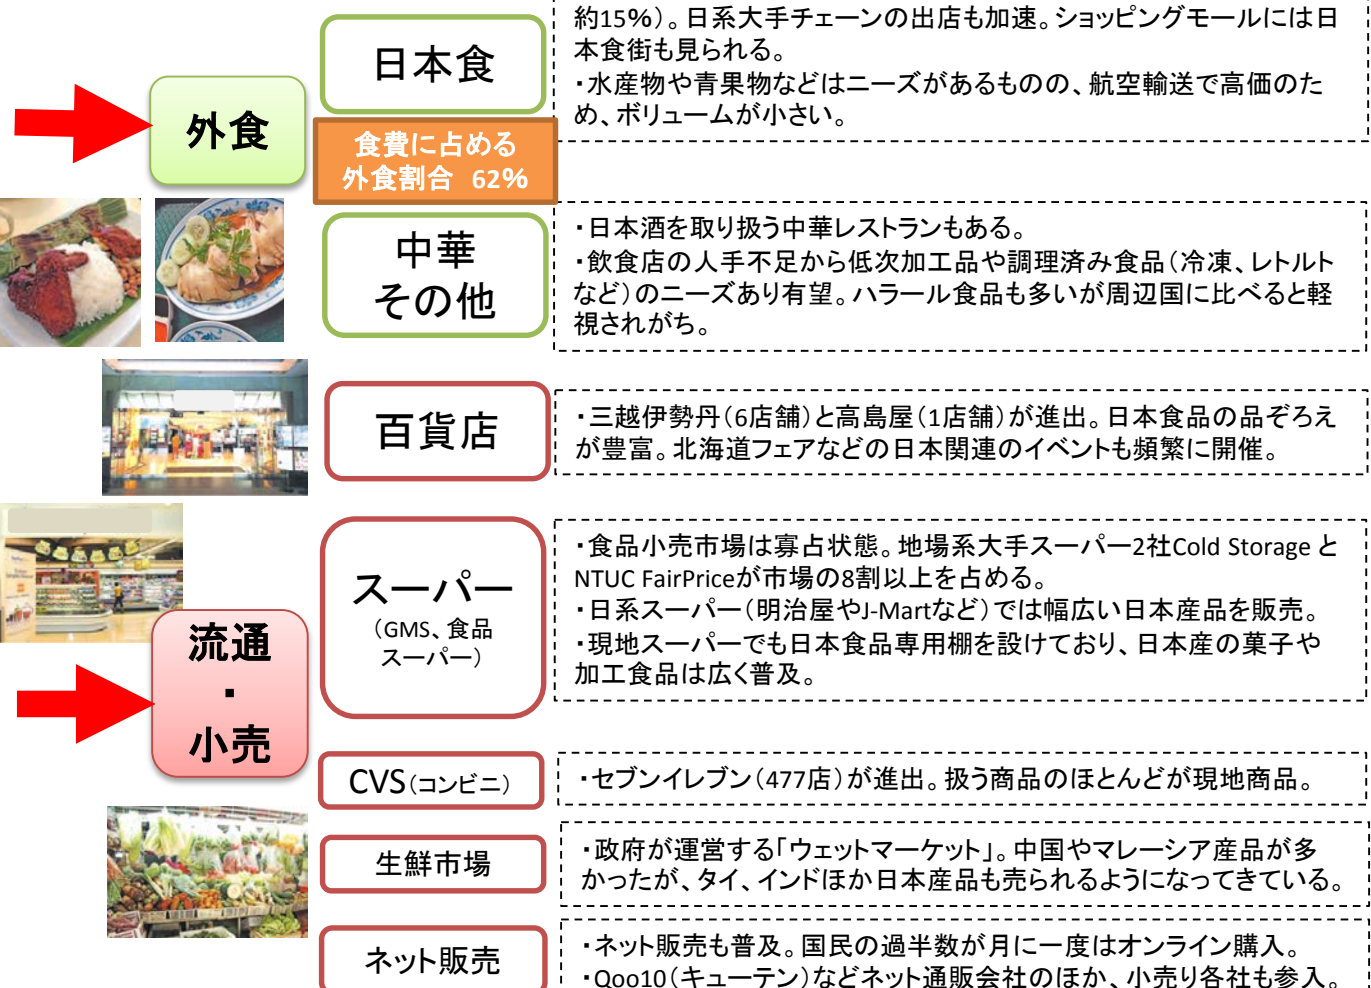 約15%）。日系大手チェーンの出店も加速。ショッピングモールには日
本食街も見られる。
・水産物や青果物などはニーズがあるものの、航空輸送で高価のた
め、ボリュームが小さい。
日本食
外食
食費に占める
外食割合 62%
中華
その他
・日本酒を取り扱う中華レストランもある。
・飲食店の人手不足から低次加工品や調理済み食品（冷凍、レトルト
など）のニーズあり有望。ハラール食品も多いが周辺国に比べると軽
視されがち。
百貨店
・三越伊勢丹（6店舗）と高島屋（1店舗）が進出。日本食品の品ぞろえ
が豊富。北海道フェアなどの日本関連のイベントも頻繁に開催。
流通
・
小売
スーパー
（GMS、食品
スーパー）
・食品小売市場は寡占状態。地場系大手スーパー2社Cold Storage と
NTUC FairPriceが市場の8割以上を占める。
・日系スーパー（明治屋やJ-Martなど）では幅広い日本産品を販売。
・現地スーパーでも日本食品専用棚を設けており、日本産の菓子や
加工食品は広く普及。
CVS（コンビニ）
・セブンイレブン（477店）が進出。扱う商品のほとんどが現地商品。
生鮮市場
・政府が運営する「ウェットマーケット」。中国やマレーシア産品が多
かったが、タイ、インドほか日本産品も売られるようになってきている。
ネット販売
・ネット販売も普及。国民の過半数が月に一度はオンライン購入。
・Qoo10（キューテン）などネット通販会社のほか、小売り各社も参入。